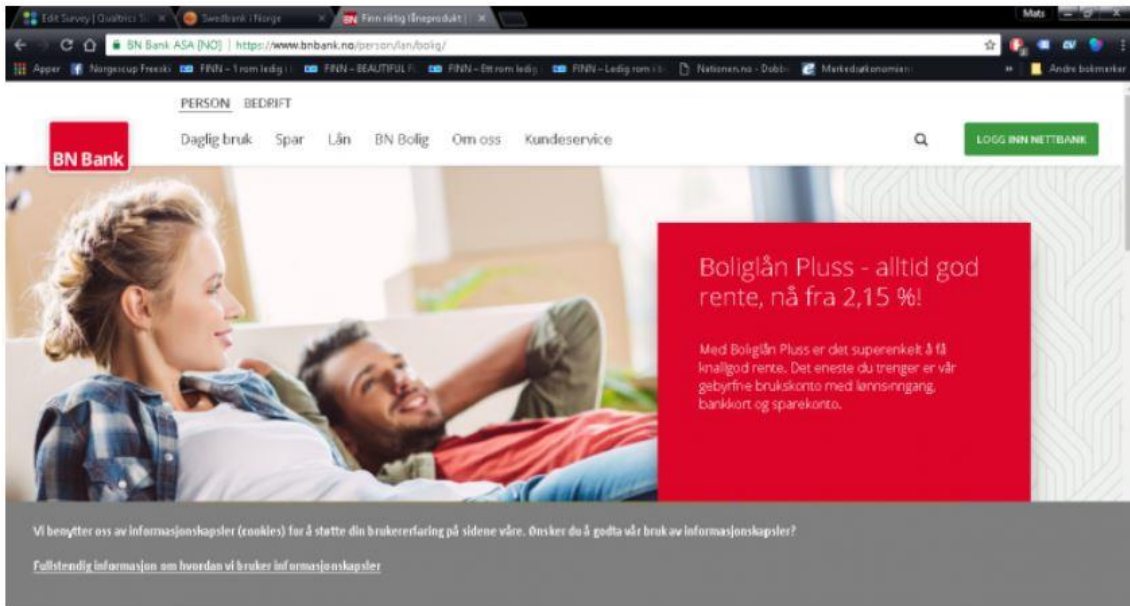 Edit Survey | Qualtrics
Swedbank i Norge
BN Finn riktig låneprodukt |
Mats
BN Bank ASA [NO] | https://www.bnbank.no/person/lan/bolig/
Apper
Norgescup Freeski
FINN – 1 rom ledig i
FINN – BEAUTIFUL
FINN – Ett rom ledig
FINN – Ledig rom i
Nationen.no - Dobb
Markedsøkonomien
Andre bokmerker
PERSON BEDRIFT
Daglig bruk Spar Lån BN Bolig Om oss Kundeservice
LOGG INN NETTBANK
BN Bank
Boliglån Pluss - alltid god
rente, nå fra 2,15 %!
Med Boliglån Pluss er det superenkelt å få
knallgod rente. Det eneste du trenger er vår
gebyrfrie brukskonto med lønnsinngang,
bankkort og sparekonto.
Vi benytter oss av informasjonskapsler (cookies) for å støtte din brukererfaring på sidene våre. Ønsker du å godta vår bruk av informasjonskapsler?
Fullstendig informasjon om hvordan vi bruker informasjonskapsler